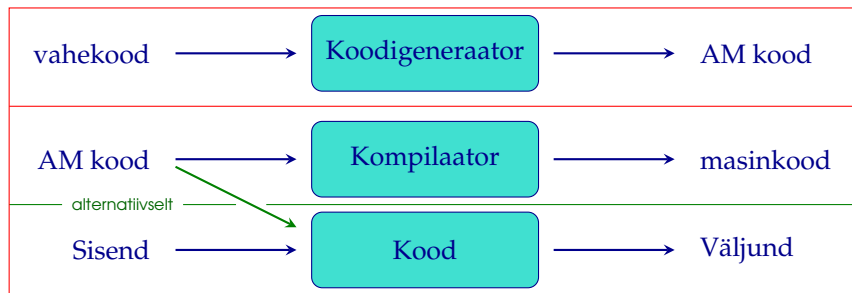 vahekood Koodigeneraator AM kood
AM kood Kompilaator masinkood
alternatiivselt
Sisend Kood Väljund